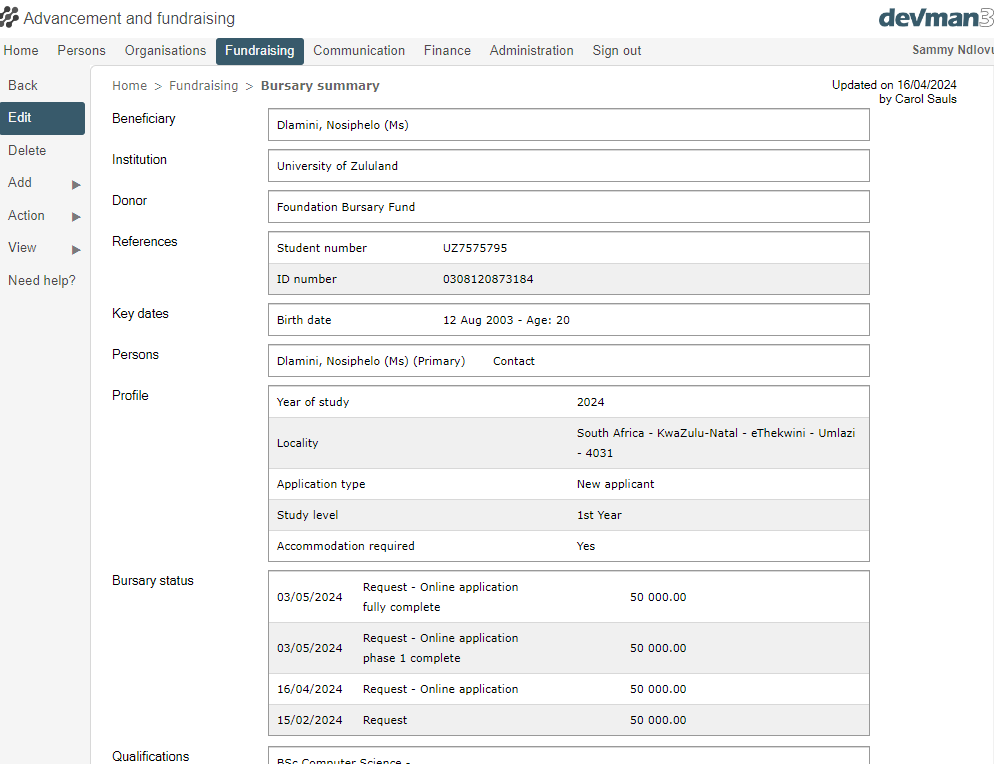 Advancement and fundraising
devman3
Home Persons Organisations Fundraising Communication Finance Administration Sign out
Sammy Ndlovu
Back
Edit
Delete
Add
Action
View
Need help?
Home > Fundraising > Bursary summary
Updated on 16/04/2024
by Carol Sauls
Beneficiary
Dlamini, Nosiphelo (Ms)
Institution
University of Zululand
Donor
Foundation Bursary Fund
References
Student number UZ7575795
ID number 0308120873184
Key dates
Birth date 12 Aug 2003 - Age: 20
Persons
Dlamini, Nosiphelo (Ms) (Primary) Contact
Profile
Year of study 2024
Locality South Africa - KwaZulu-Natal - eThekwini - Umlazi
- 4031
Application type New applicant
Study level 1st Year
Accommodation required Yes
Bursary status
03/05/2024 Request - Online application
fully complete 50 000.00
03/05/2024 Request - Online application
phase 1 complete 50 000.00
16/04/2024 Request - Online application 50 000.00
15/02/2024 Request 50 000.00
Qualifications
BSc Computer Science -